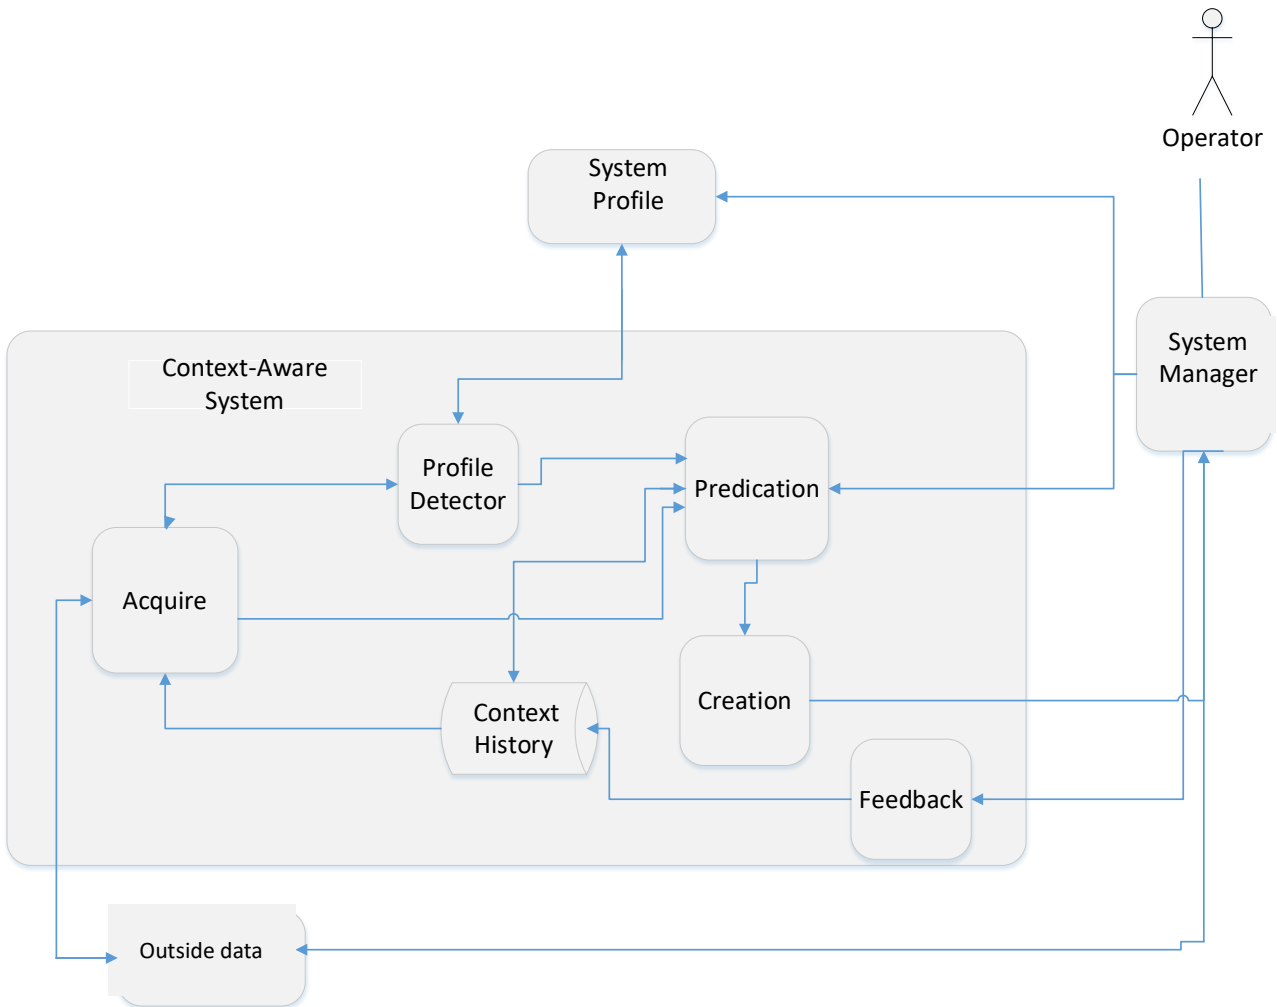 Operator
System
Profile
System
Manager
Context-Aware
System
Profile
Detector
Predication
Acquire
Creation
Context
History
Feedback
Outside data